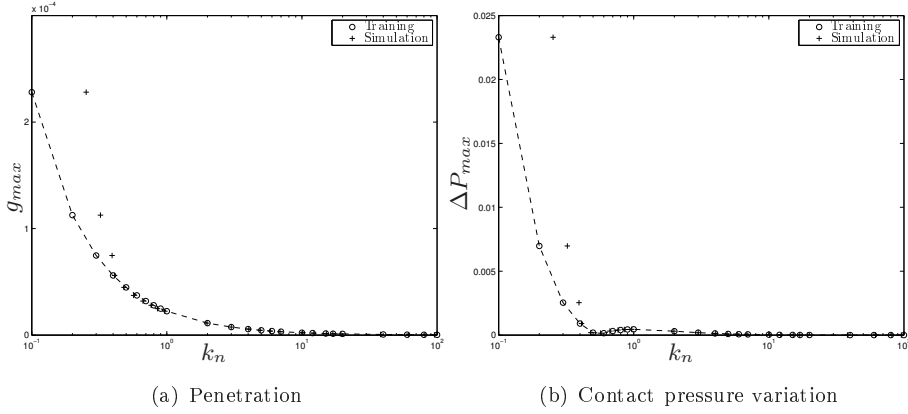 x 10⁻⁴
Training
Simulation
2
1
0
g_max
10⁻¹
10⁰
10¹
10²
k_n
(a) Penetration
0.025
Training
Simulation
0.02
0.015
0.01
0.005
0
ΔP_max
10⁻¹
10⁰
10¹
10
k_n
(b) Contact pressure variation